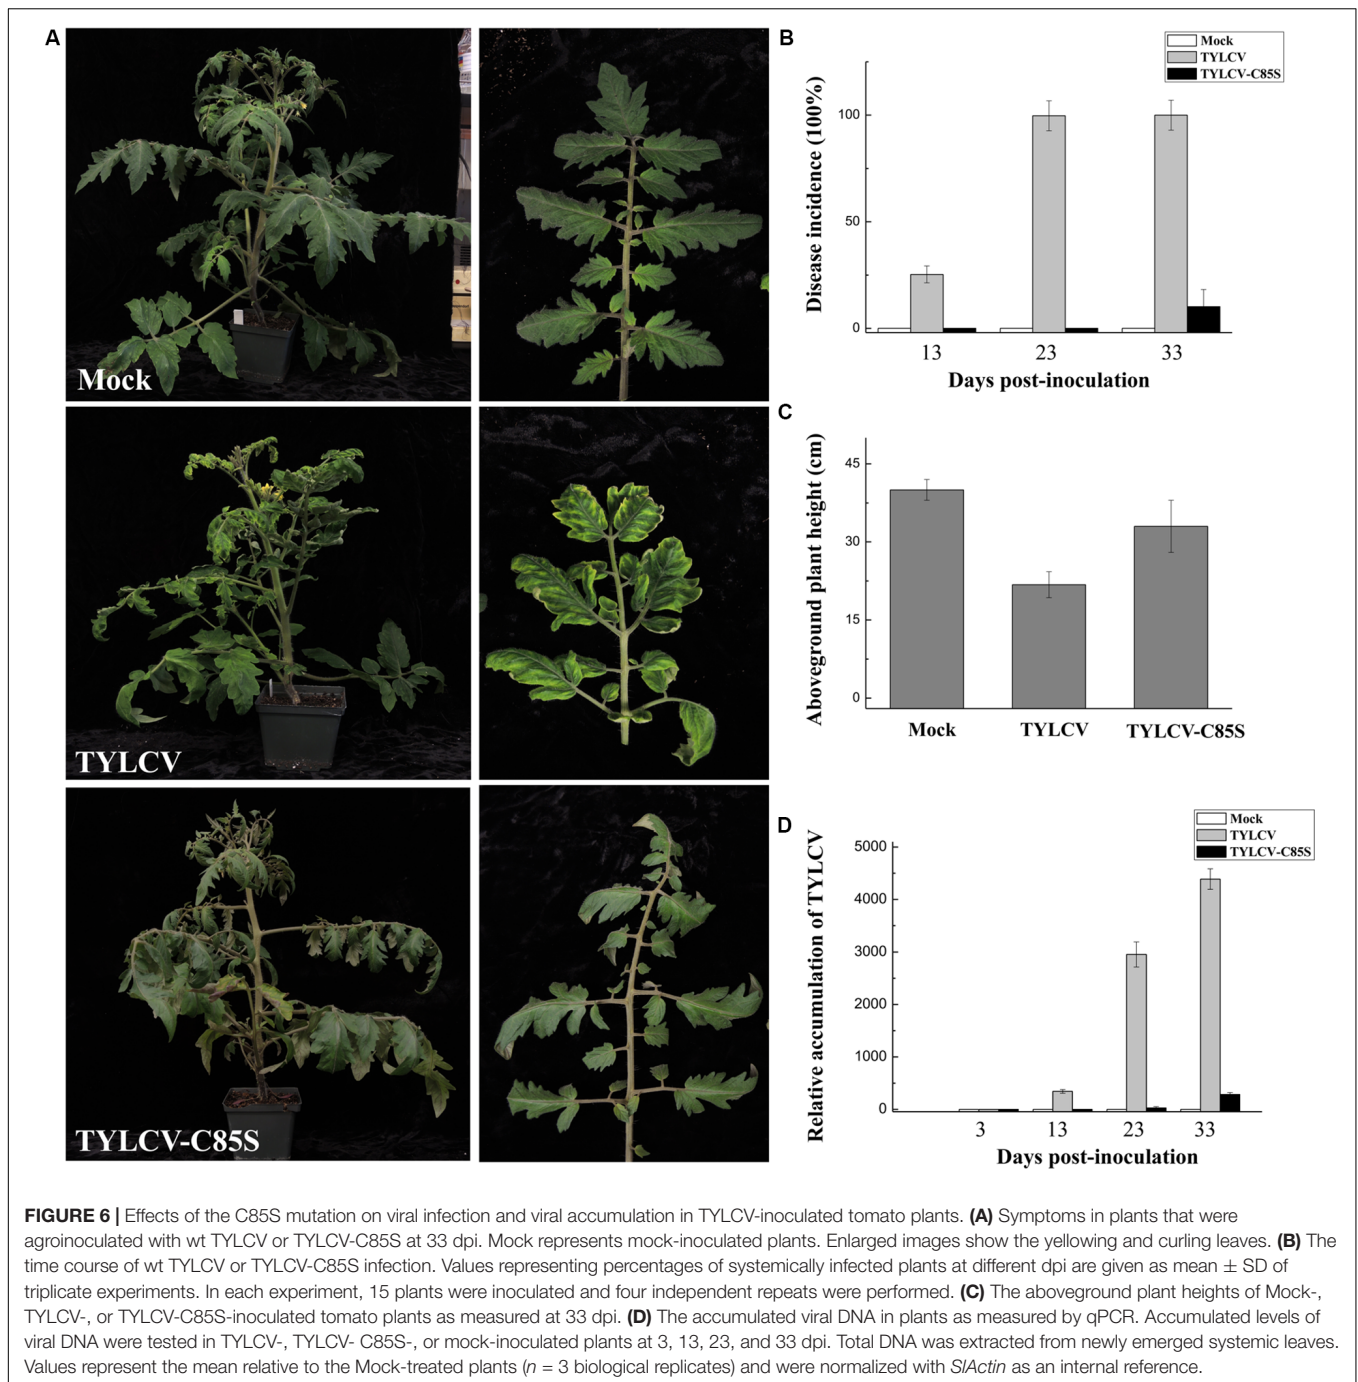 A
Mock
TYLCV
TYLCV-C85S
B
Mock
TYLCV
TYLCV-C85S
Disease incidence (100%)
100
50
0
13 23 33
Days post-inoculation
C
Aboveground plant height (cm)
45
30
15
0
Mock TYLCV TYLCV-C85S
D
Mock
TYLCV
TYLCV-C85S
Relative accumulation of TYLCV
5000
4000
3000
2000
1000
0
3 13 23 33
Days post-inoculation
FIGURE 6 | Effects of the C85S mutation on viral infection and viral accumulation in TYLCV-inoculated tomato plants. (A) Symptoms in plants that were
agroinoculated with wt TYLCV or TYLCV-C85S at 33 dpi. Mock represents mock-inoculated plants. Enlarged images show the yellowing and curling leaves. (B) The
time course of wt TYLCV or TYLCV-C85S infection. Values representing percentages of systemically infected plants at different dpi are given as mean ± SD of
triplicate experiments. In each experiment, 15 plants were inoculated and four independent repeats were performed. (C) The aboveground plant heights of Mock-,
TYLCV-, or TYLCV-C85S-inoculated tomato plants as measured at 33 dpi. (D) The accumulated viral DNA in plants as measured by qPCR. Accumulated levels of
viral DNA were tested in TYLCV-, TYLCV- C85S-, or mock-inoculated plants at 3, 13, 23, and 33 dpi. Total DNA was extracted from newly emerged systemic leaves.
Values represent the mean relative to the Mock-treated plants (n = 3 biological replicates) and were normalized with SlActin as an internal reference.